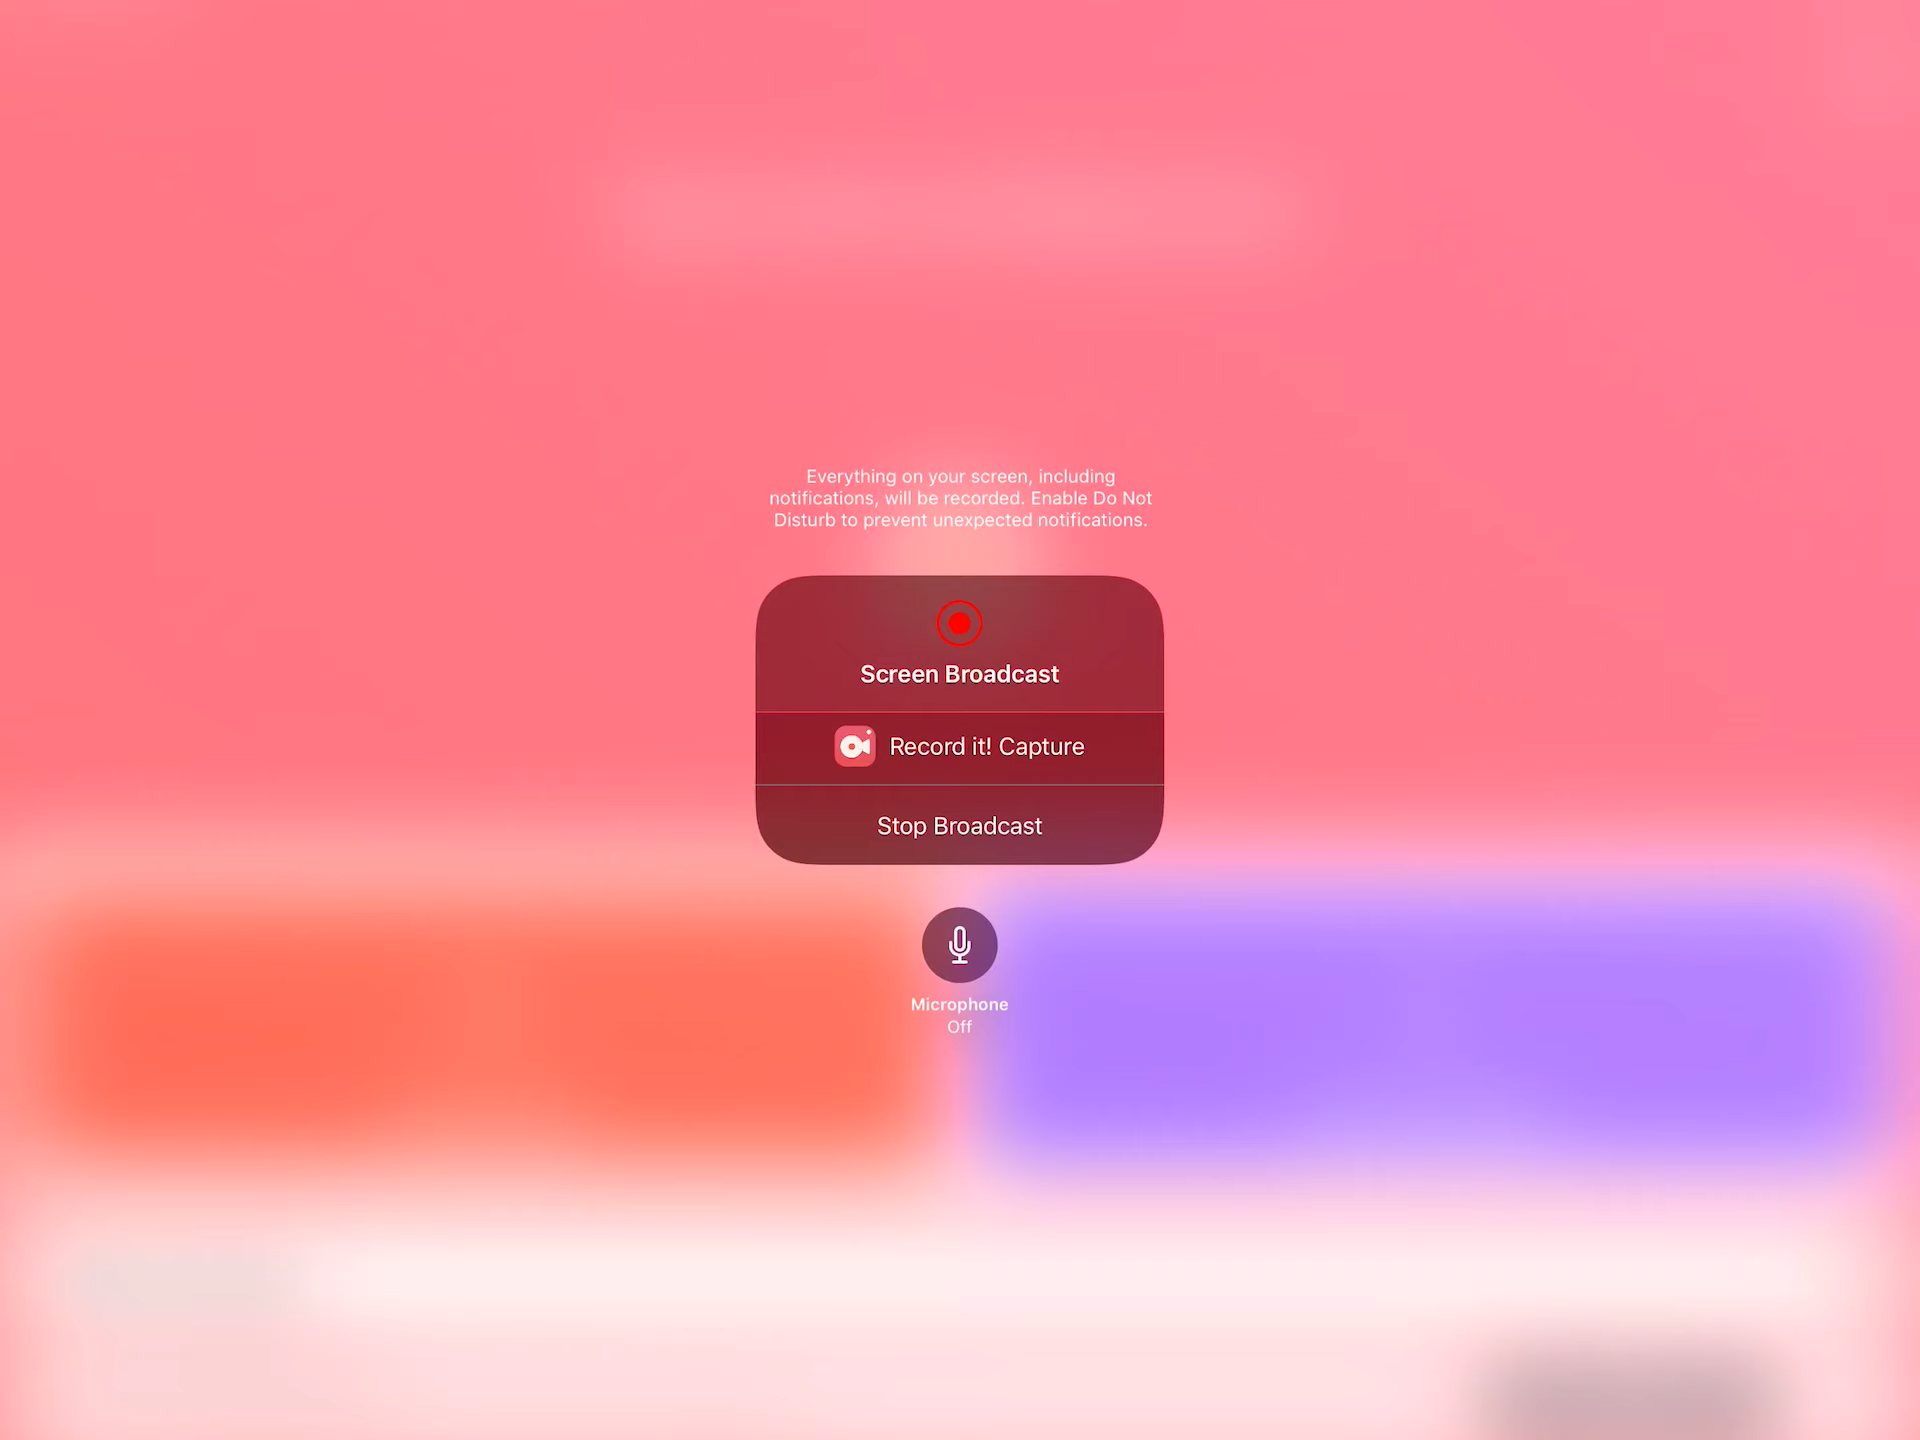 Everything on your screen, including
notifications, will be recorded. Enable Do Not
Disturb to prevent unexpected notifications.
Screen Broadcast
Record it! Capture
Stop Broadcast
Microphone
Off